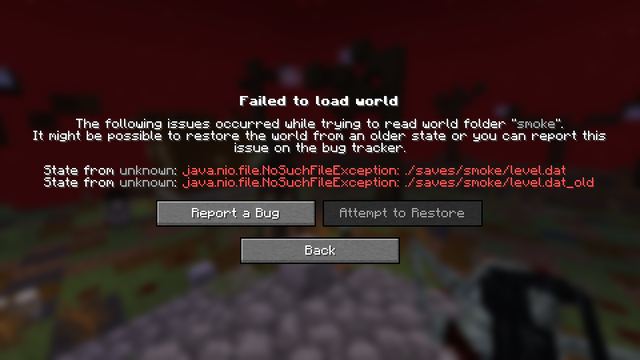 Failed to load world
The following issues occurred while trying to read world folder "smoke".
It might be possible to restore the world from an older state or you can report this
issue on the bug tracker.
State from unknown: java.nio.file.NoSuchFileException: ./saves/smoke/level.dat
State from unknown: java.nio.file.NoSuchFileException: ./saves/smoke/level.dat_old
Report a Bug
Attempt to Restore
Back